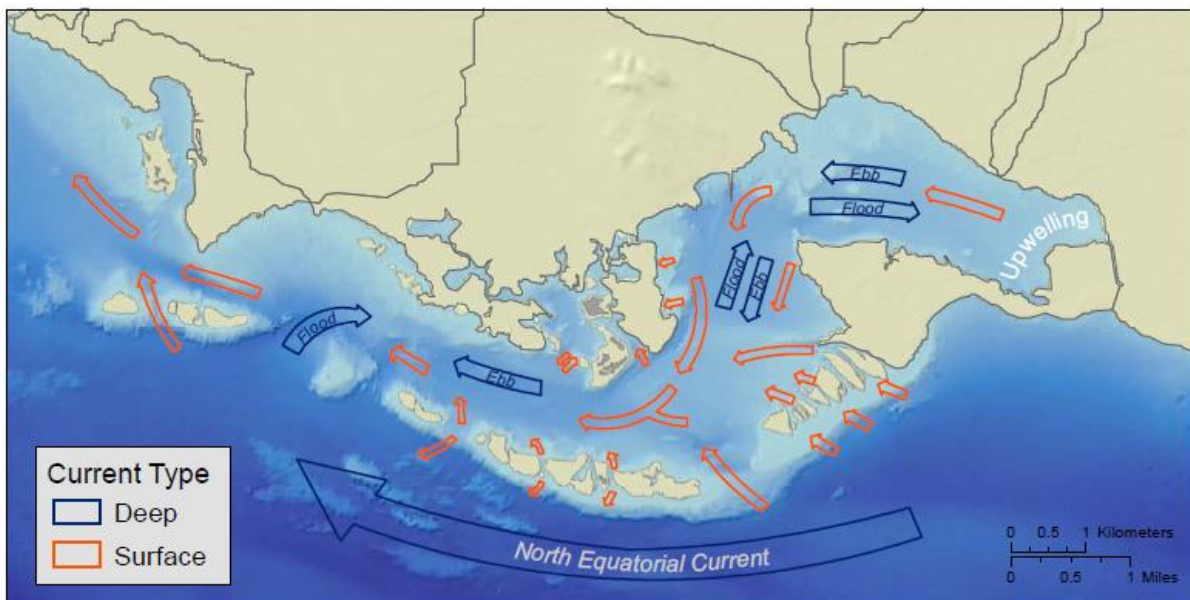 Ebb
Flood
Upwelling
Flood
Ebb
Flood
Ebb
North Equatorial Current
Current Type
Deep
Surface
0 0.5 1 Kilometers
0 0.5 1 Miles